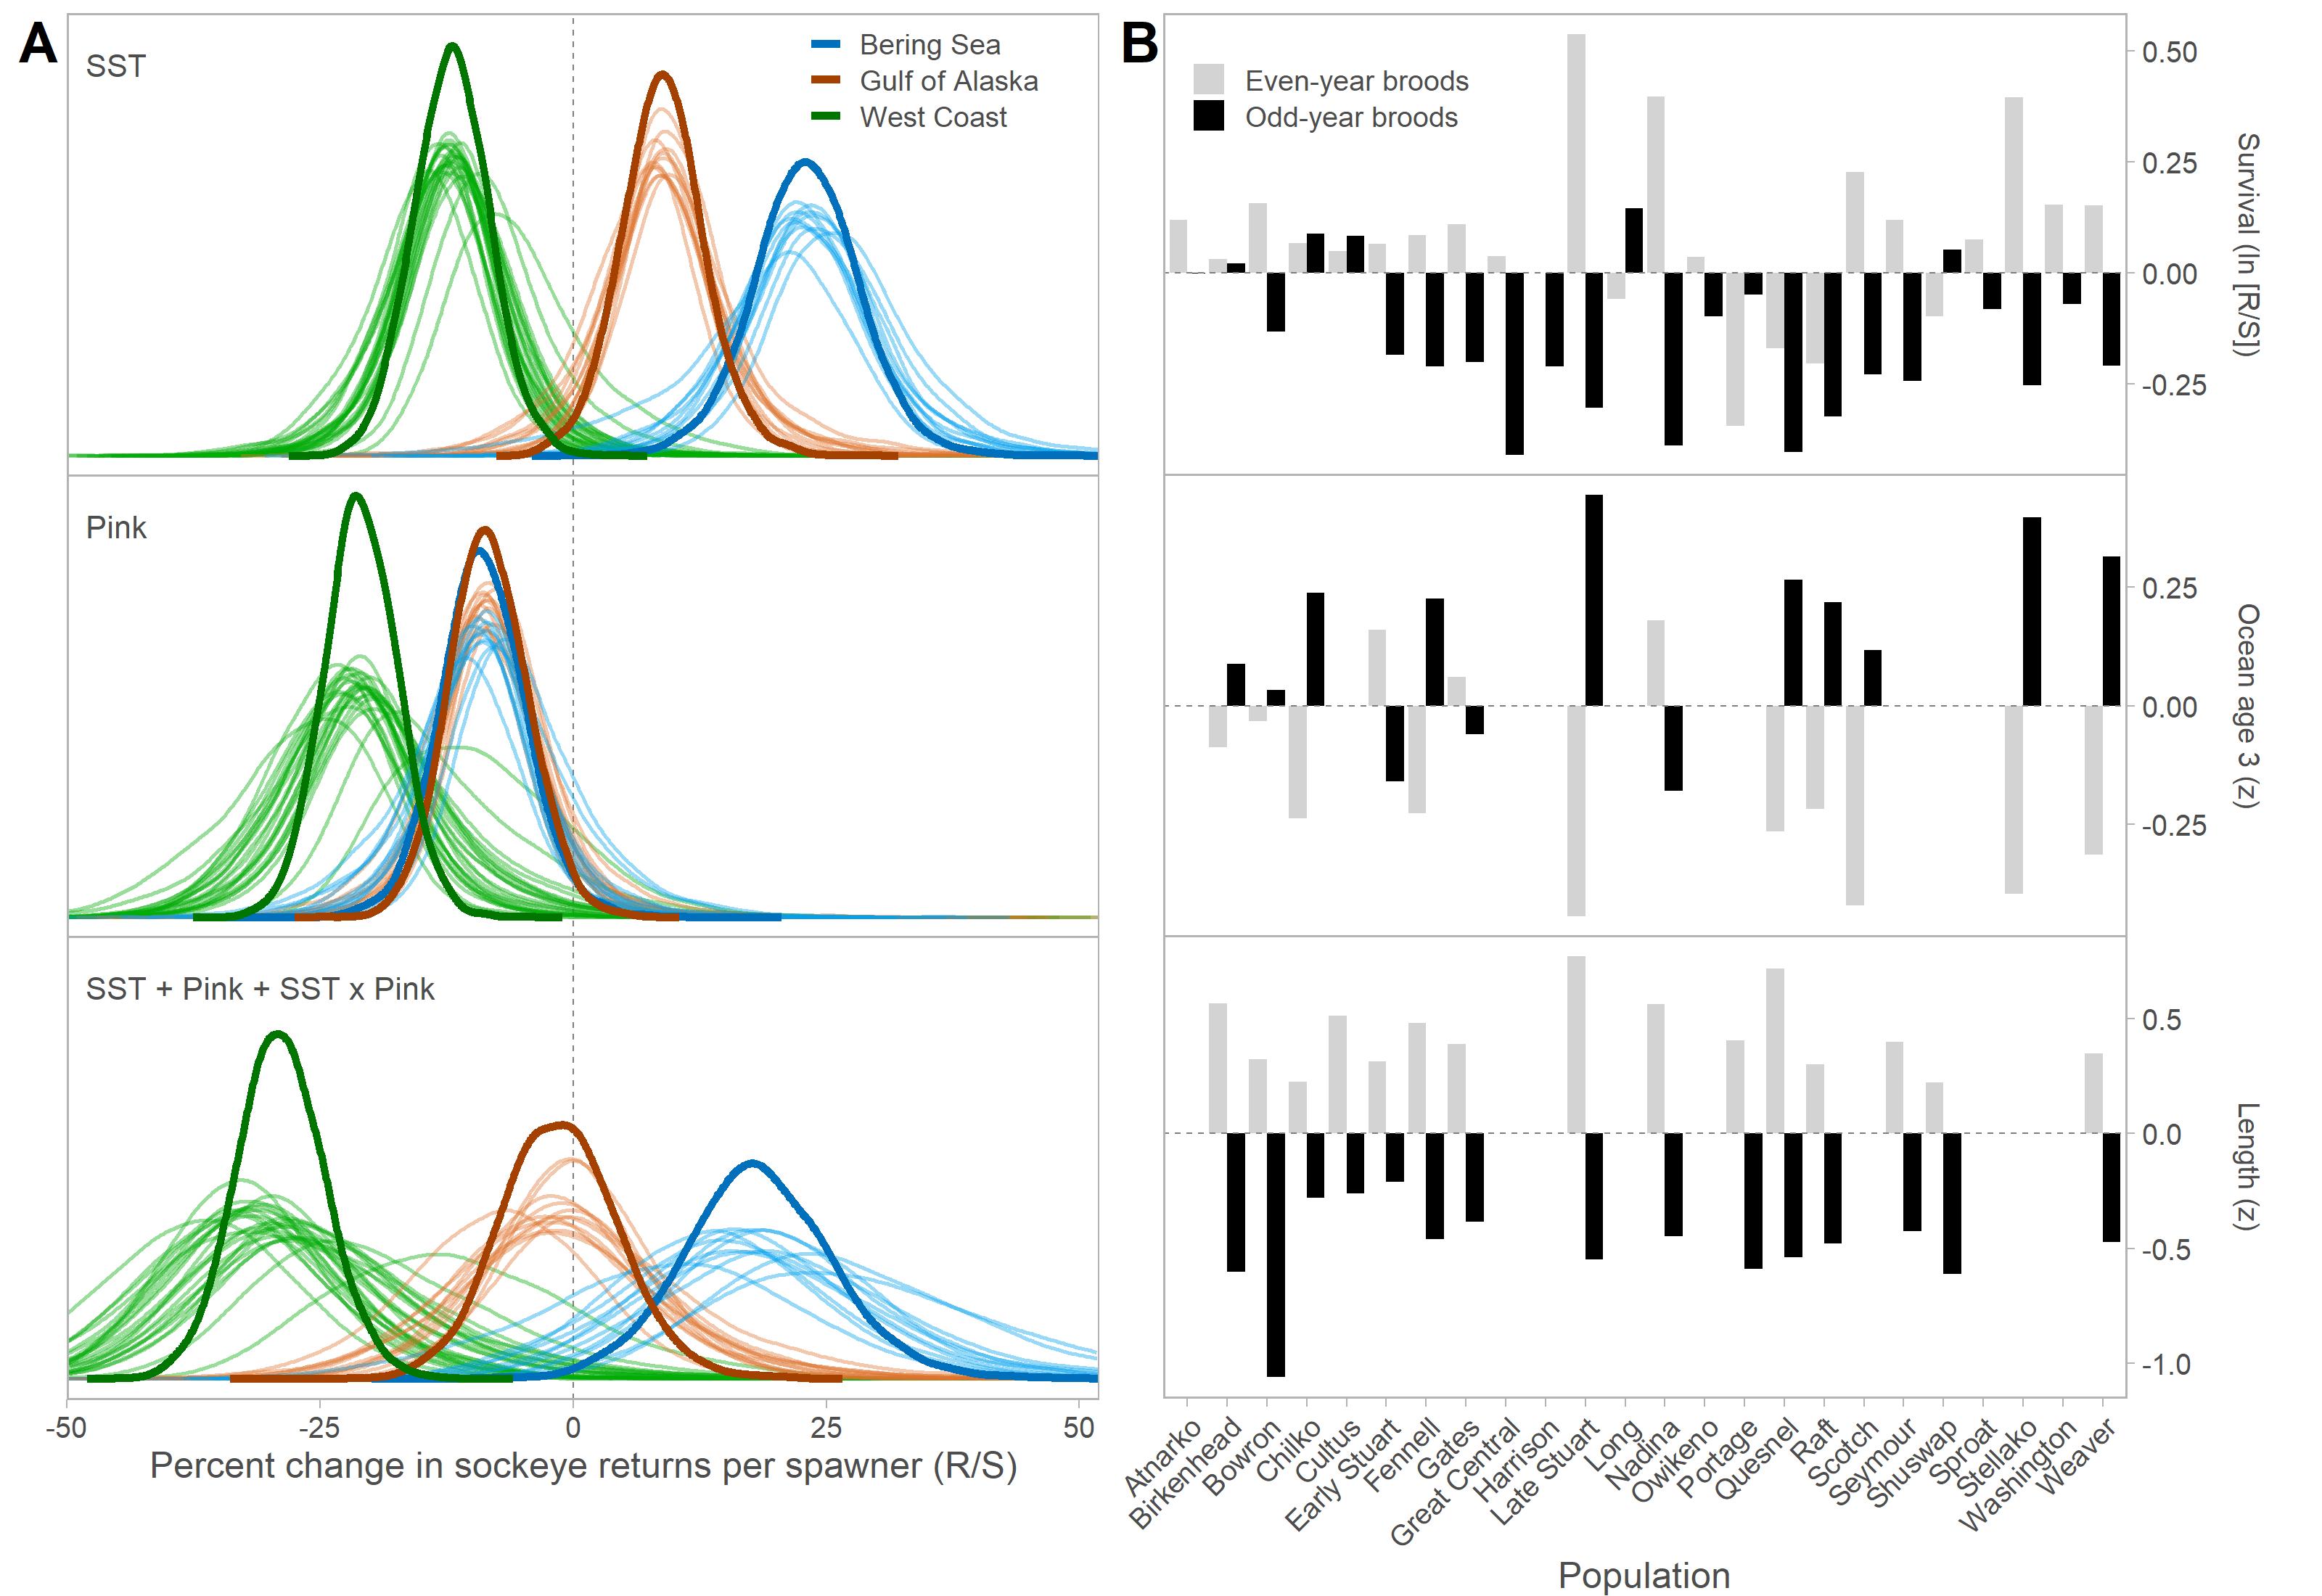 A
SST
Bering Sea
Gulf of Alaska
West Coast
Pink
SST + Pink + SST x Pink
-50
-25
0
25
50
Percent change in sockeye returns per spawner (R/S)
B
Even-year broods
Odd-year broods
0.50
0.25
0.00
-0.25
Survival (ln [R/S])
0.25
0.00
-0.25
Ocean age 3 (z)
0.5
0.0
-0.5
-1.0
Length (z)
Atnarko
Birkenhead
Bowron
Chilko
Cultus
Early Stuart
Fennell
Gates
Great Central
Harrison
Late Stuart
Long
Nadina
Owikeno
Portage
Quesnel
Raft
Scotch
Seymour
Shuswap
Sproat
Stellako
Washington
Weaver
Population